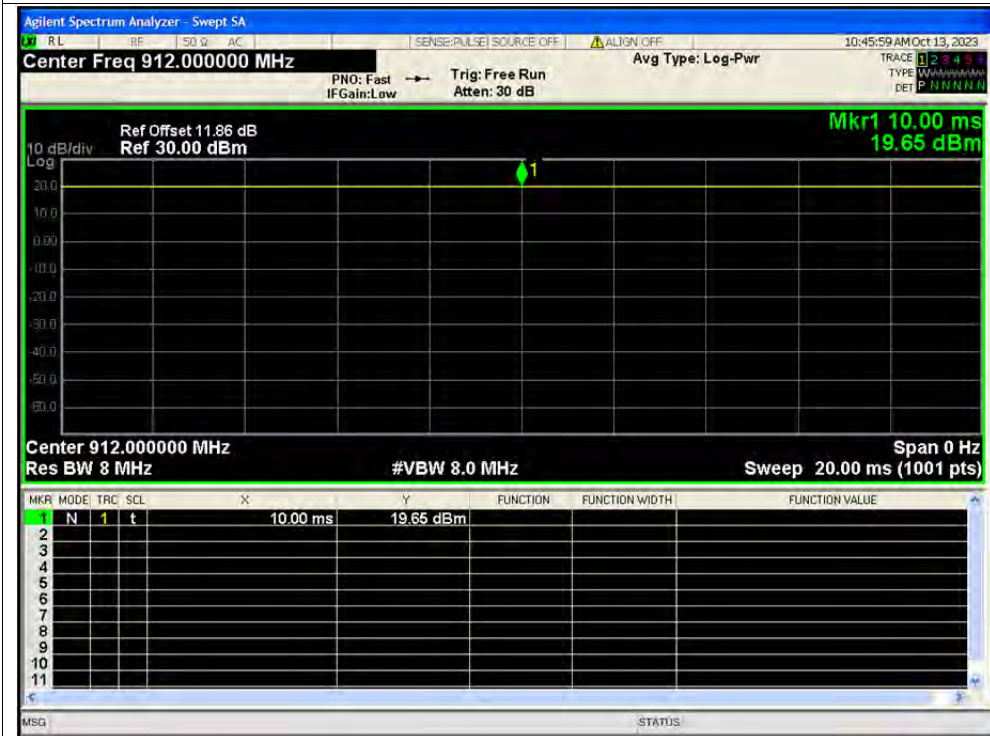 Agilent Spectrum Analyzer - Swept SA
RL RF 50 Ω AC SENSE:PULSE SOURCE OFF ALIGN OFF 10:45:59 AM Oct 13, 2023
Center Freq 912.000000 MHz Avg Type: Log-Pwr TRACE 1 2 3 4 5 6
PNO: Fast Trig: Free Run TYPE
IFGain:Low Atten: 30 dB DET P N N N N N
Mkr1 10.00 ms
Ref Offset 11.86 dB
10 dB/div Ref 30.00 dBm 19.65 dBm
Log
1
20.0
10.0
0.00
-10.0
-20.0
-30.0
-40.0
-50.0
-60.0
Center 912.000000 MHz Span 0 Hz
Res BW 8 MHz #VBW 8.0 MHz Sweep 20.00 ms (1001 pts)
MKR MODE TRC SCL X Y FUNCTION FUNCTION WIDTH FUNCTION VALUE
1 N 1 t 10.00 ms 19.65 dBm
2
3
4
5
6
7
8
9
10
11
MSG STATUS